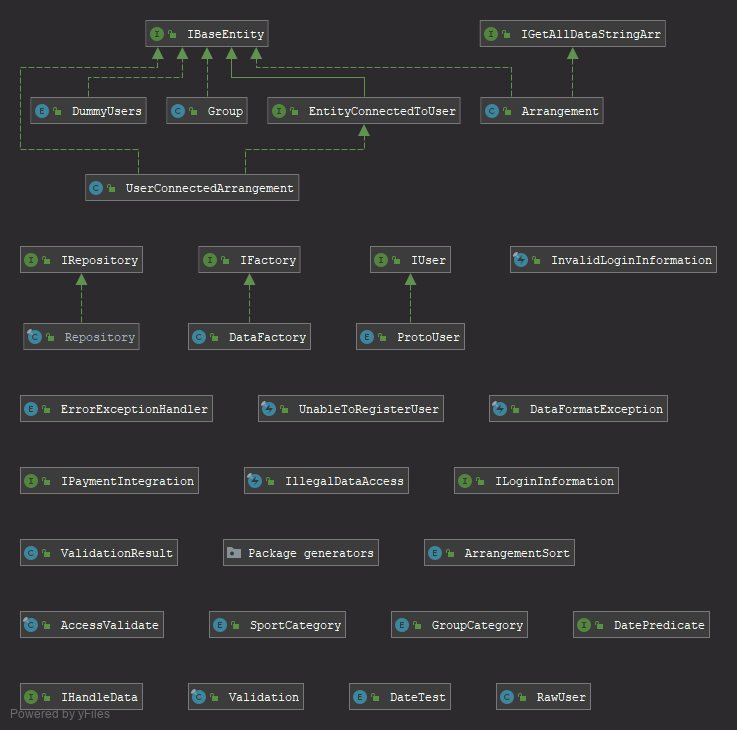 IBaseEntity
IGetAllDataStringArr
DummyUsers
Group
EntityConnectedToUser
Arrangement
UserConnectedArrangement
IRepository
IFactory
IUser
InvalidLoginInformation
Repository
DataFactory
ProtoUser
ErrorExceptionHandler
UnableToRegisterUser
DataFormatException
IPaymentIntegration
IllegalDataAccess
ILoginInformation
ValidationResult
Package generators
ArrangementSort
AccessValidate
SportCategory
GroupCategory
DatePredicate
IHandleData
Validation
DateTest
RawUser
Powered by yFiles